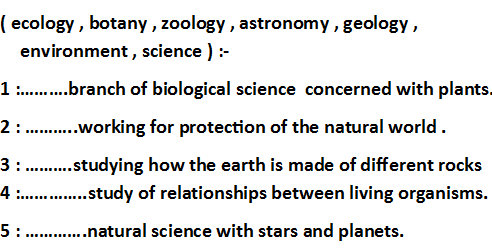 ( ecology , botany , zoology , astronomy , geology ,
environment , science ) :-
1 :..........branch of biological science concerned with plants.
2 : ...........working for protection of the natural world .
3 : ..........studying how the earth is made of different rocks
4 :..............study of relationships between living organisms.
5 : .............natural science with stars and planets.